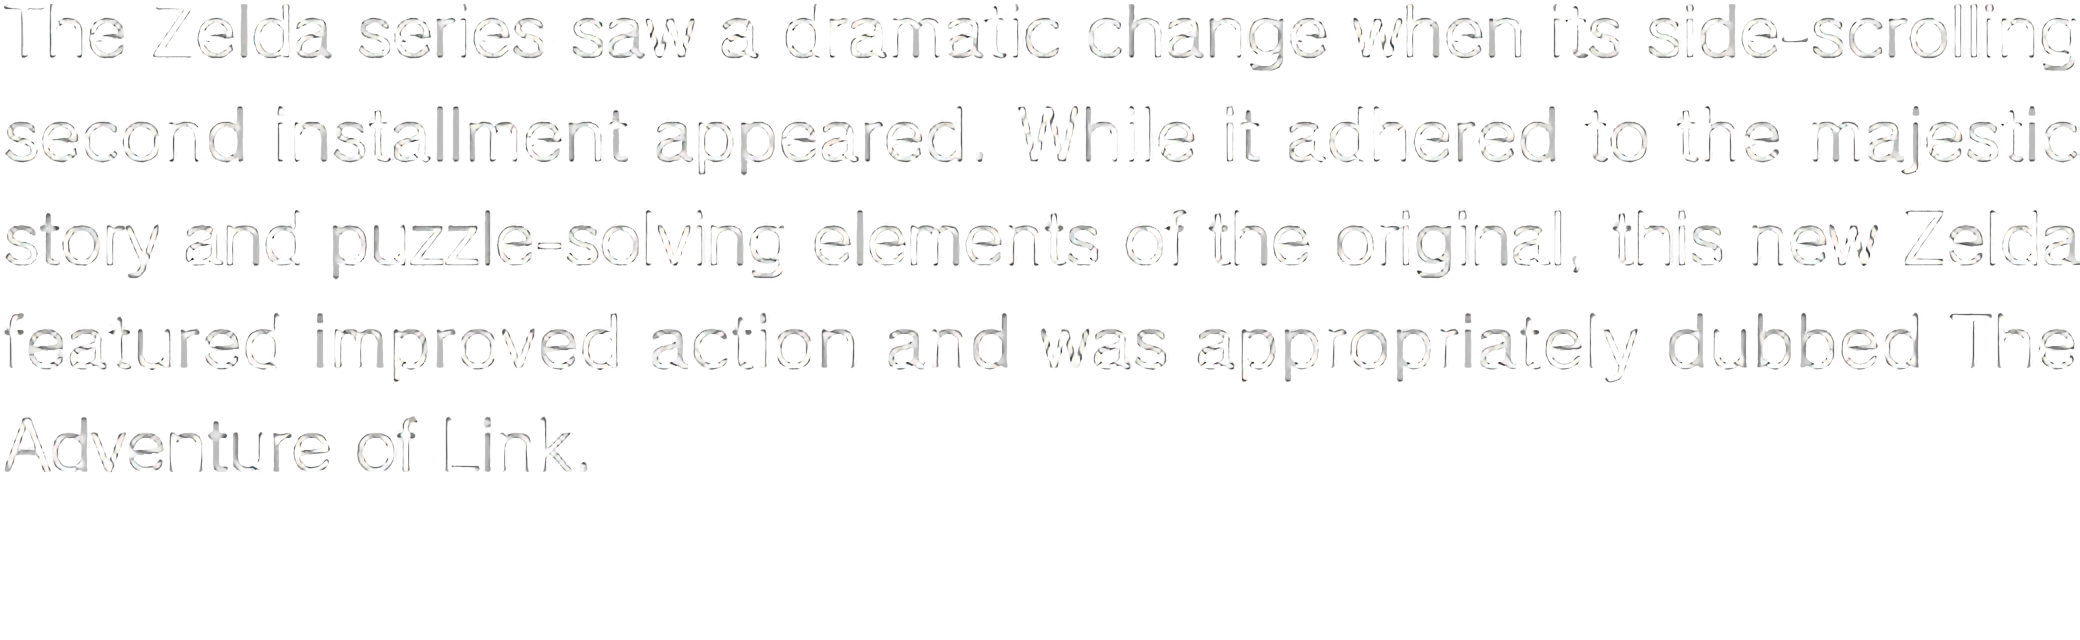 The Zelda series saw a dramatic change when its side-scrolling
second installment appeared. While it adhered to the majestic
story and puzzle-solving elements of the original, this new Zelda
featured improved action and was appropriately dubbed The
Adventure of Link.